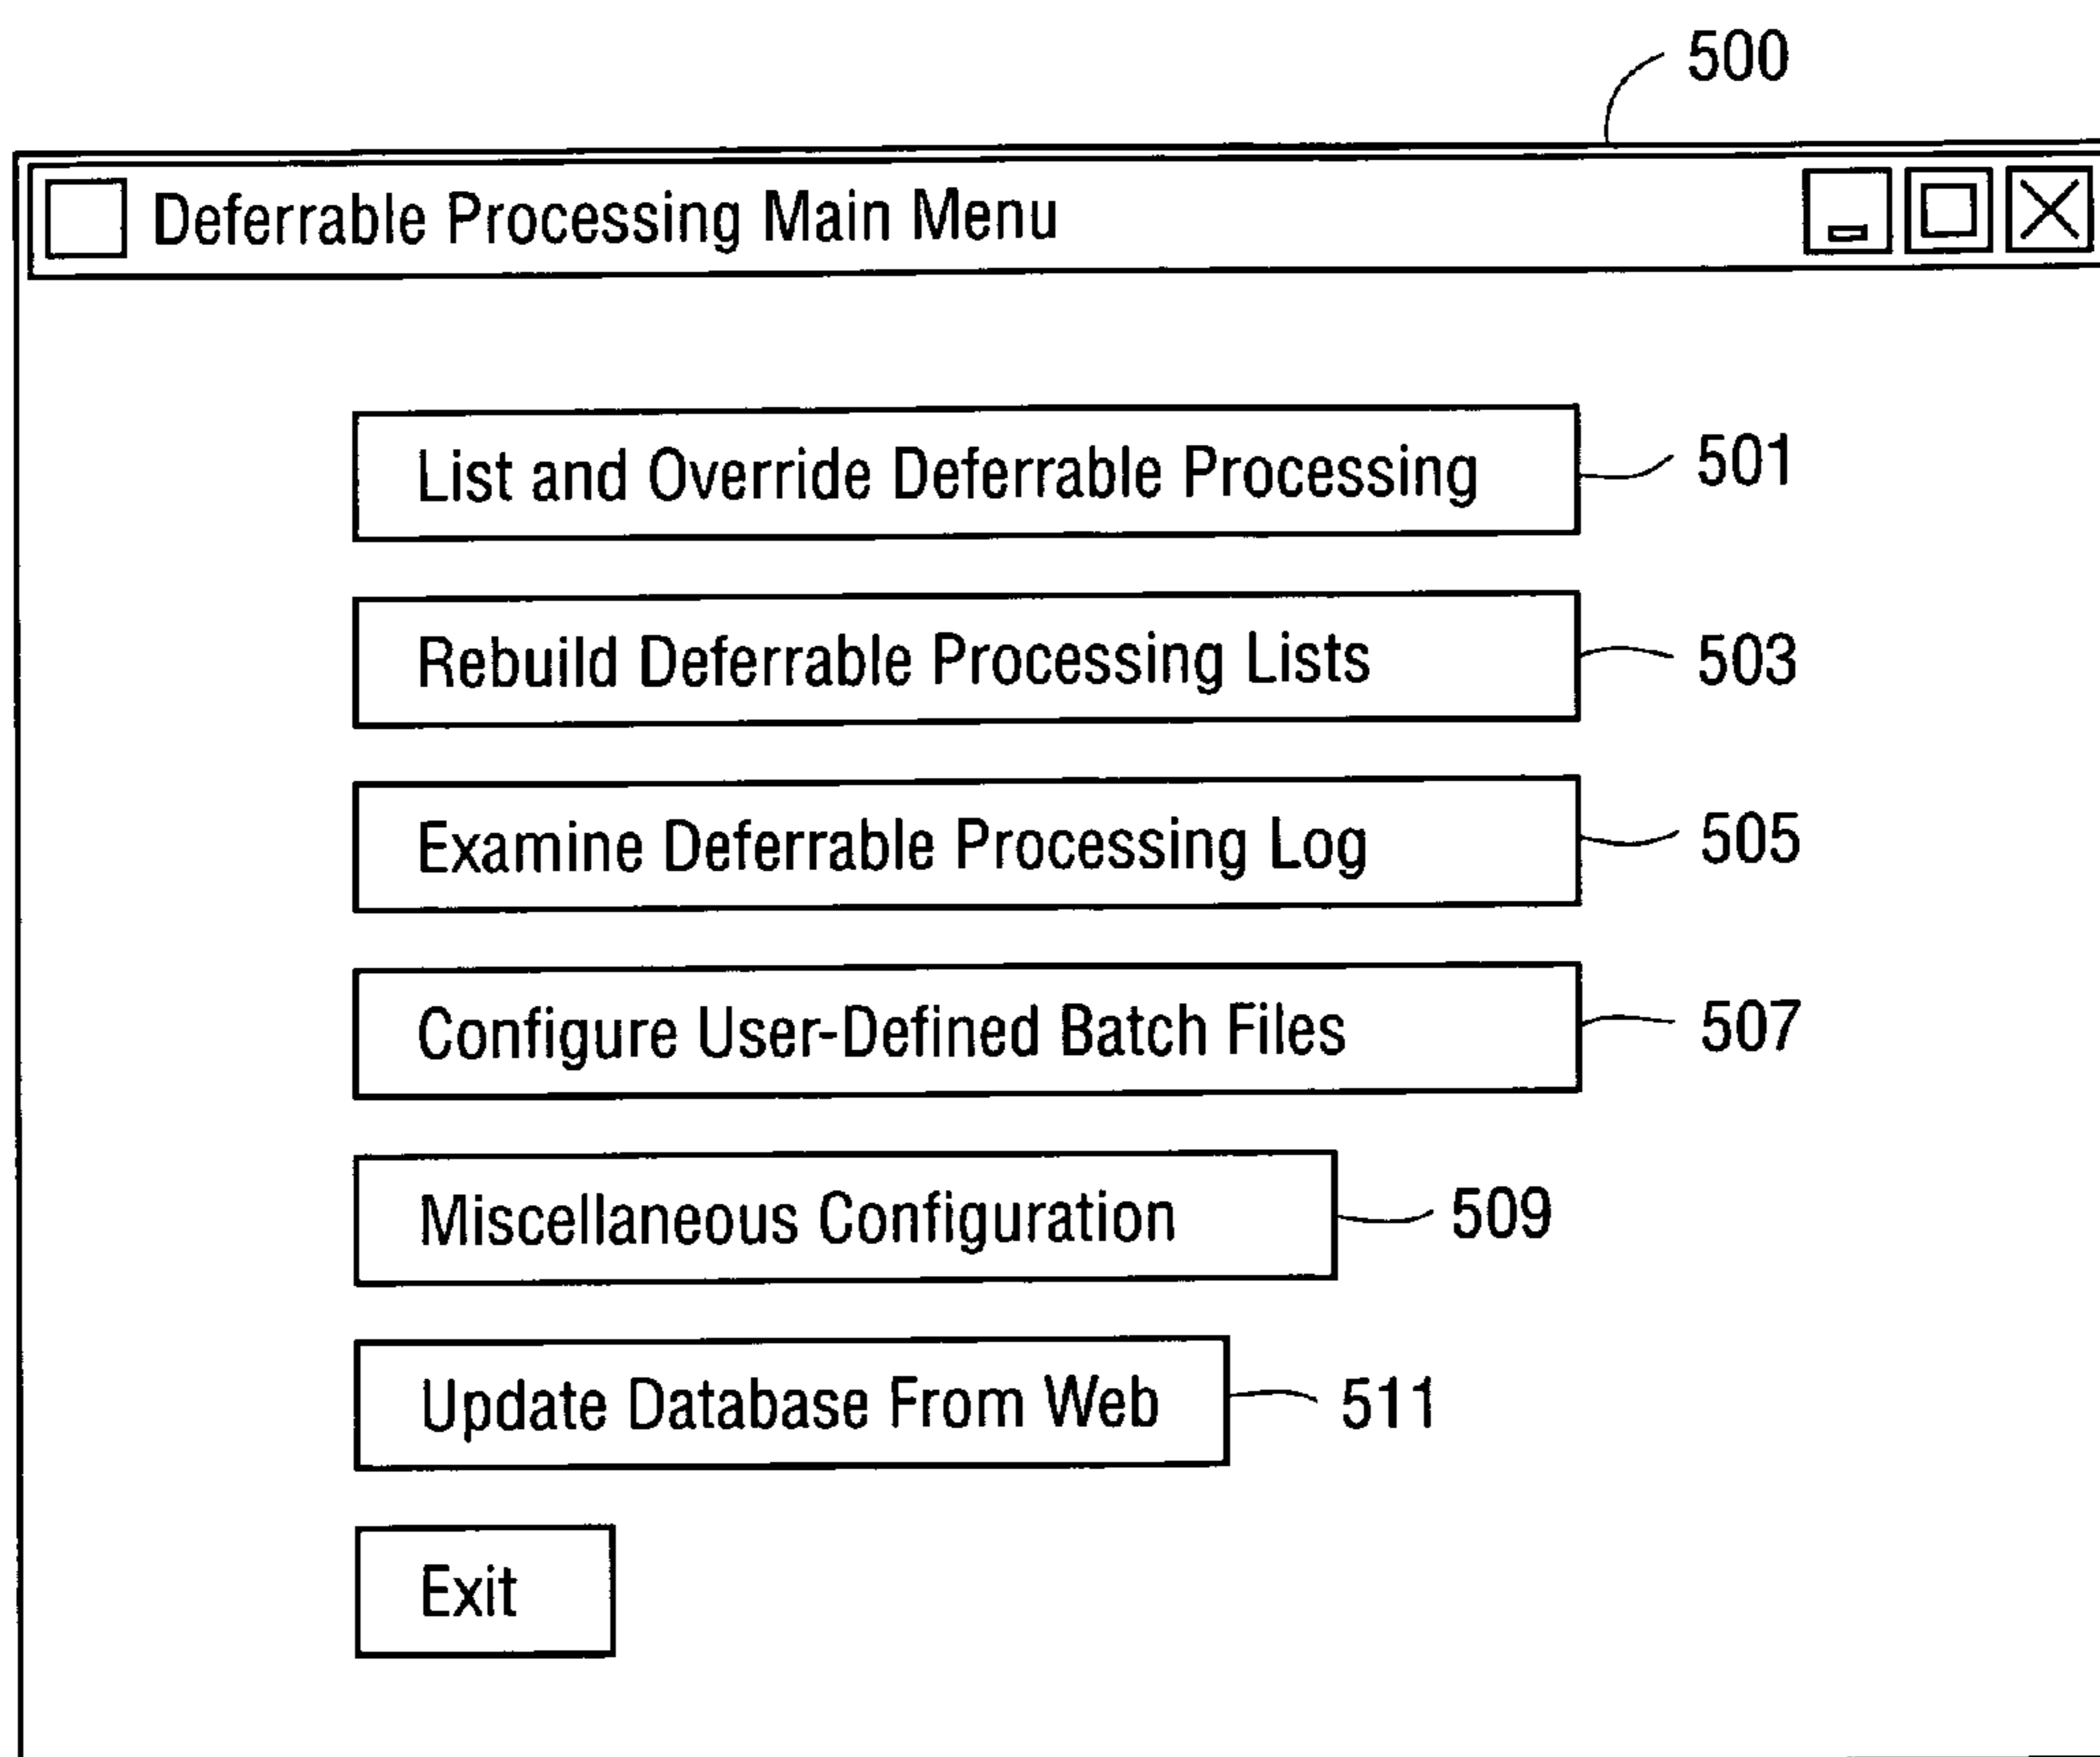 500
Deferrable Processing Main Menu
List and Override Deferrable Processing 501
Rebuild Deferrable Processing Lists 503
Examine Deferrable Processing Log 505
Configure User-Defined Batch Files 507
Miscellaneous Configuration 509
Update Database From Web 511
Exit